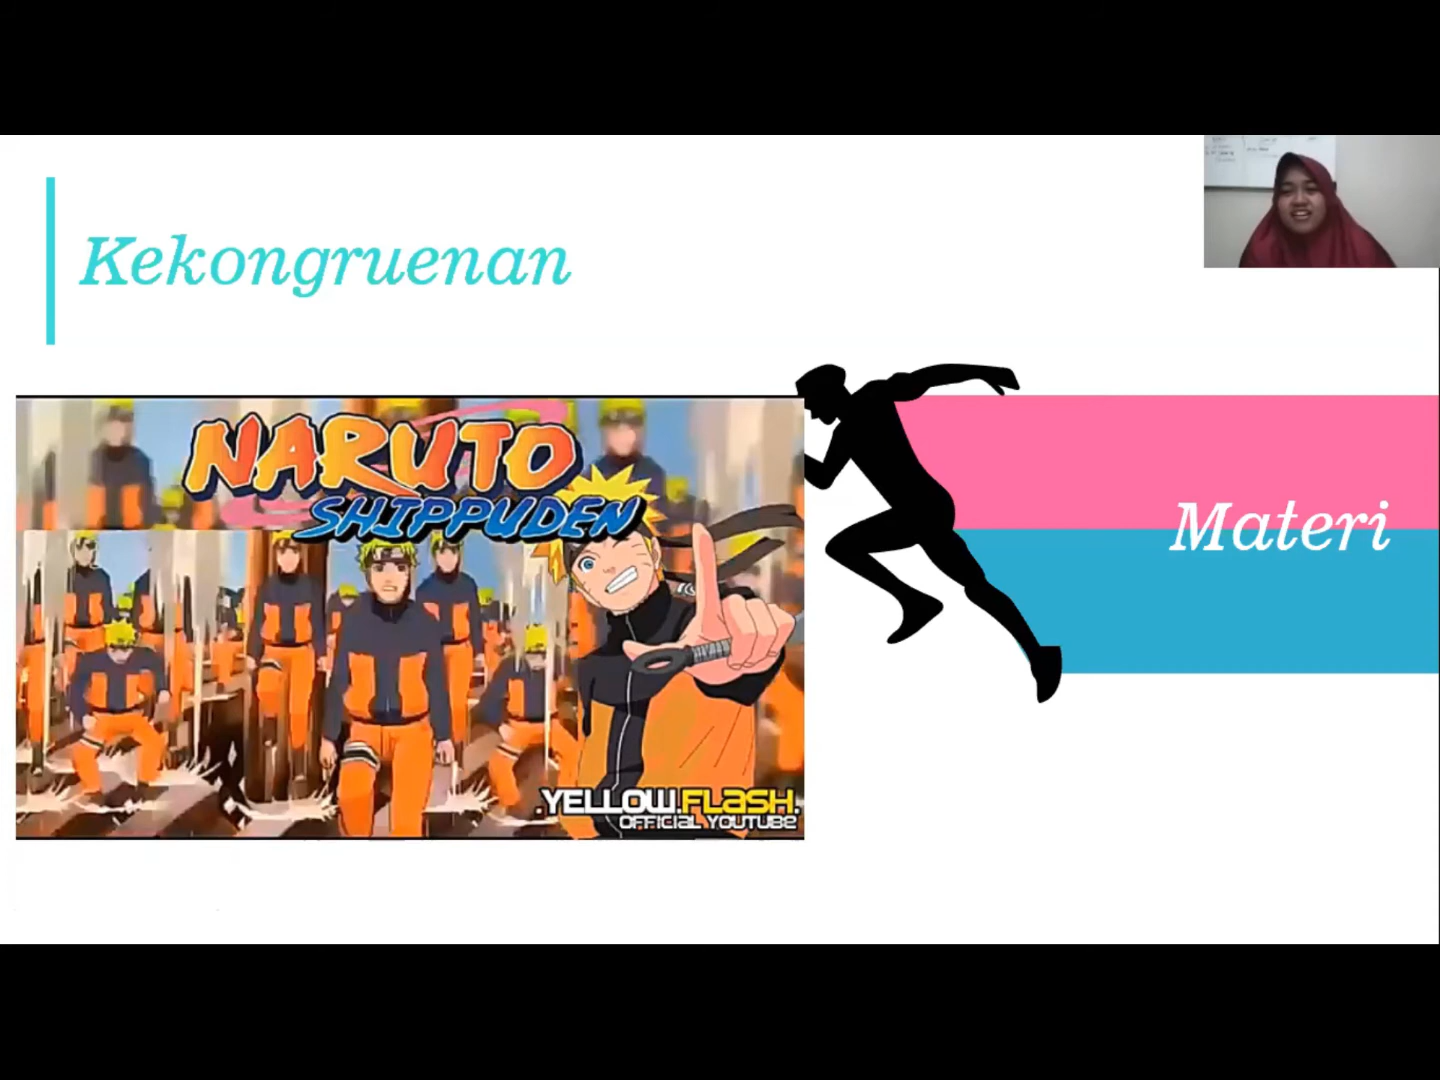 Kekongruenan
NARUTO
SHIPPUDEN
Materi
.YELLOW.FLASH.
OFFICIAL YOUTUBE